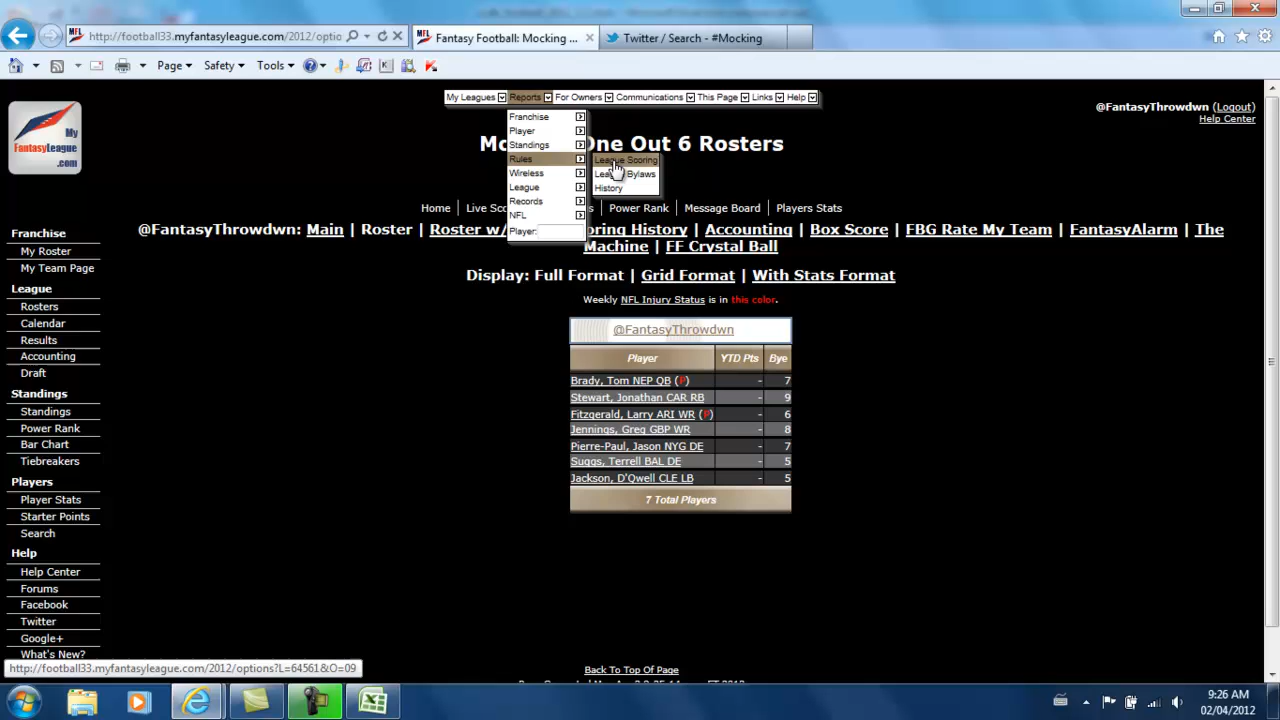 http://football33.myfantasyleague.com/2012/optio
Fantasy Football: Mocking ...
Twitter / Search - #Mocking
Page
Safety
Tools
My Leagues Reports For Owners Communications This Page Links Help
@FantasyThrowdwn (Logout)
Help Center
My
FANTASYLEAGUE
.com
Franchise
Player
Standings
Rules
Wireless
League
Records
NFL
Player:
League Scoring
Bylaws
History
One Out 6 Rosters
Home | Live Sco
Power Rank | Message Board | Players Stats
@FantasyThrowdwn: Main | Roster | Roster w/ oring History | Accounting | Box Score | FBG Rate My Team | FantasyAlarm | The
Machine | FF Crystal Ball
Display: Full Format | Grid Format | With Stats Format
Weekly NFL Injury Status is in this color.
@FantasyThrowdwn
Player YTD Pts Bye
Brady, Tom NEP QB (P) - 7
Stewart, Jonathan CAR RB - 9
Fitzgerald, Larry ARI WR (P) - 6
Jennings, Greg GBP WR - 8
Pierre-Paul, Jason NYG DE - 7
Suggs, Terrell BAL DE - 5
Jackson, D'Qwell CLE LB - 5
7 Total Players
Franchise
My Roster
My Team Page
League
Rosters
Calendar
Results
Accounting
Draft
Standings
Standings
Power Rank
Bar Chart
Tiebreakers
Players
Player Stats
Starter Points
Search
Help
Help Center
Forums
Facebook
Twitter
Google+
What's New?
http://football33.myfantasyleague.com/2012/options?L=64561&O=09
Back To Top Of Page
9:26 AM
02/04/2012